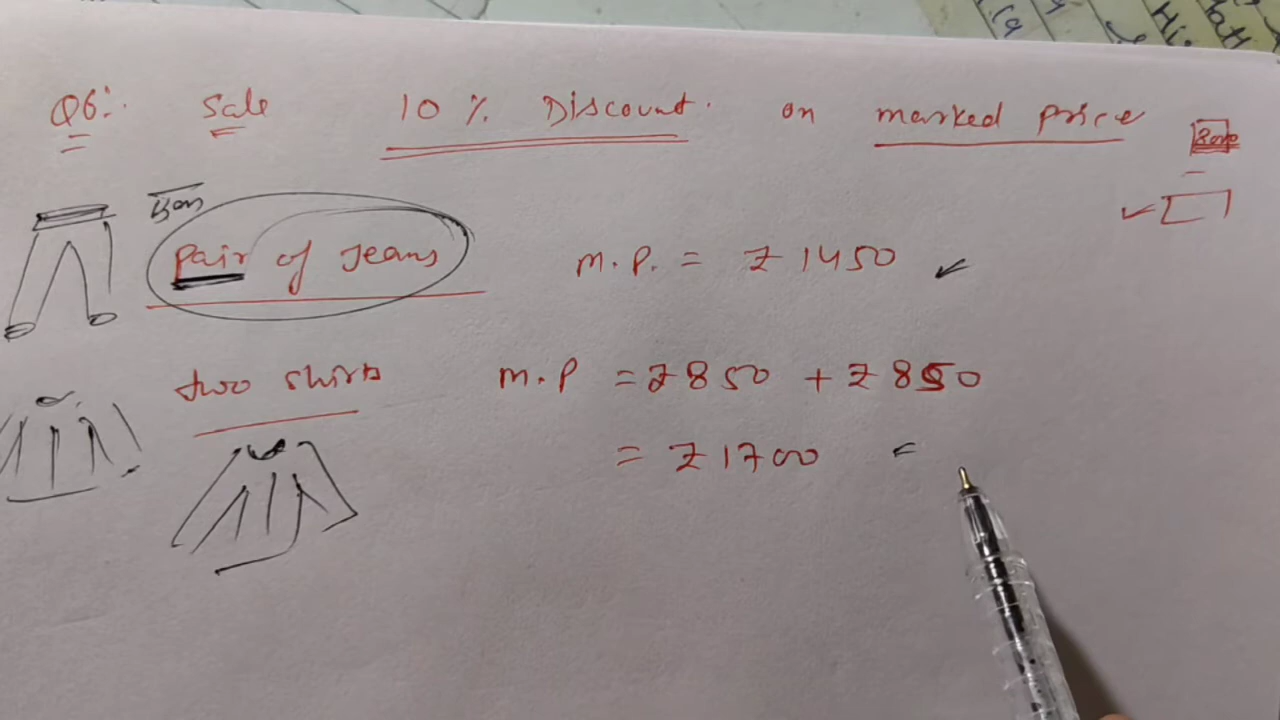 Q6:. Sale 10 % Discount. on marked price
pair of Jeans m.p. = ₹ 1450
two shirts m.p = ₹ 850 + ₹ 850
= ₹ 1700